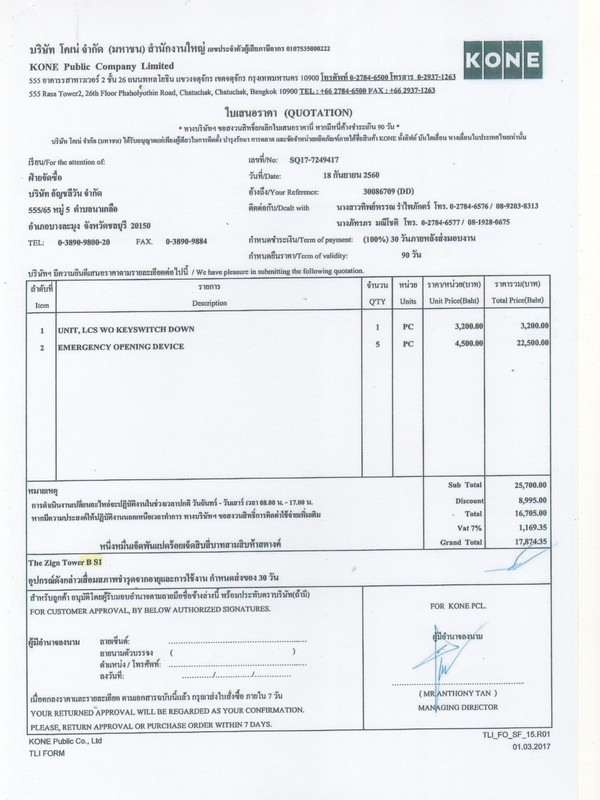 บริษัท โคเน่ จำกัด (มหาชน) สำนักงานใหญ่ เลขประจำตัวผู้เสียภาษีอากร 0107535000222
KONE Public Company Limited
555 อาคารรสาทาวเวอร์ 2 ชั้น 26 ถนนพหลโยธิน แขวงจตุจักร เขตจตุจักร กรุงเทพมหานคร 10900 โทรศัพท์ 0-2784-6500 โทรสาร 0-2937-1263
555 Rasa Tower2, 26th Floor Phaholyothin Road, Chatuchak, Chatuchak, Bangkok 10900 TEL : +66 2784-6500 FAX : +66 2937-1263
KONE
ใบเสนอราคา (QUOTATION)
* ทางบริษัทฯ ขอสงวนสิทธิ์ยกเลิกใบเสนอราคานี้ หากมีหนี้ค้างชำระเกิน 90 วัน *
บริษัท โคเน่ จำกัด (มหาชน) ได้รับอนุญาตแต่เพียงผู้เดียวในการติดตั้ง บำรุงรักษา การตลาด และจัดจำหน่ายผลิตภัณฑ์ภายใต้ชื่อสินค้า KONE ทั้งลิฟต์ บันไดเลื่อน ทางเลื่อนในประเทศไทยเท่านั้น
เรียน/For the attention of:
เลขที่/No: SQ17-7249417
ฝ่ายจัดซื้อ
วันที่/Date: 18 กันยายน 2560
บริษัท อัญชลีวัน จำกัด
อ้างถึง/Your Reference: 30086709 (DD)
555/65 หมู่ 5 ตำบลนาเกลือ
ติดต่อกับ/Dealt with นางสาวทิพย์วรรณ รำไพภักตร์ โทร. 0-2784-6576 / 08-9203-8313
อำเภอบางละมุง จังหวัดชลบุรี 20150
นางภัทรภร มณีโชติ โทร. 0-2784-6577 / 08-1928-0675
TEL: 0-3890-9800-20 FAX. 0-3890-9884
กำหนดชำระเงิน/Term of payment: (100%) 30 วันภายหลังส่งมอบงาน
กำหนดยืนราคา/Term of validity: 90 วัน
บริษัทฯ มีความยินดีเสนอราคาตามรายละเอียดต่อไปนี้ / We have pleasure in submitting the following quotation.
ลำดับที่ รายการ จำนวน หน่วย ราคา/หน่วย(บาท) ราคารวม(บาท)
Item Description Q'TY Units Unit Price(Baht) Total Price(Baht)
1 UNIT, LCS WO KEYSWITCH DOWN 1 PC 3,200.00 3,200.00
2 EMERGENCY OPENING DEVICE 5 PC 4,500.00 22,500.00
หมายเหตุ
Sub Total 25,700.00
การดำเนินงานเปลี่ยนอะไหล่จะปฏิบัติงานในช่วงเวลาปกติ วันจันทร์ - วันเสาร์ เวลา 08.00 น. - 17.00 น.
Discount 8,995.00
หากมีความประสงค์ให้ปฏิบัติงานนอกเหนือเวลาทำการ ทางบริษัทฯ ขอสงวนสิทธิ์การคิดค่าใช้จ่ายเพิ่มเติม
Total 16,705.00
Vat 7% 1,169.35
หนึ่งหมื่นเจ็ดพันแปดร้อยเจ็ดสิบสี่บาทสามสิบห้าสตางค์
Grand Total 17,874.35
The Zign Tower B S1
อุปกรณ์ดังกล่าวเสื่อมสภาพชำรุดจากอายุและการใช้งาน กำหนดส่งของ 30 วัน
สำหรับลูกค้า อนุมัติโดยผู้รับมอบอำนาจตามลายมือชื่อข้างล่างนี้ พร้อมประทับตราบริษัท(ถ้ามี)
FOR CUSTOMER APPROVAL, BY BELOW AUTHORIZED SIGNATURES.
FOR KONE PCL.
ผู้มีอำนาจลงนาม ลายเซ็นต์:
ผู้มีอำนาจลงนาม
ลายนามตัวบรรจง ( )
ตำแหน่ง / โทรศัพท์:
ลงวันที่: ............/............/............
( MR.ANTHONY TAN )
MANAGING DIRECTOR
เมื่อตกลงราคาและรายละเอียด ตามเอกสารฉบับนี้แล้ว กรุณาส่งใบสั่งซื้อ ภายใน 7 วัน
YOUR RETURNED APPROVAL WILL BE REGARDED AS YOUR CONFIRMATION.
PLEASE, RETURN APPROVAL OR PURCHASE ORDER WITHIN 7 DAYS.
KONE Public Co., Ltd
TLI_FO_SF_15.R01
TLI FORM
01.03.2017